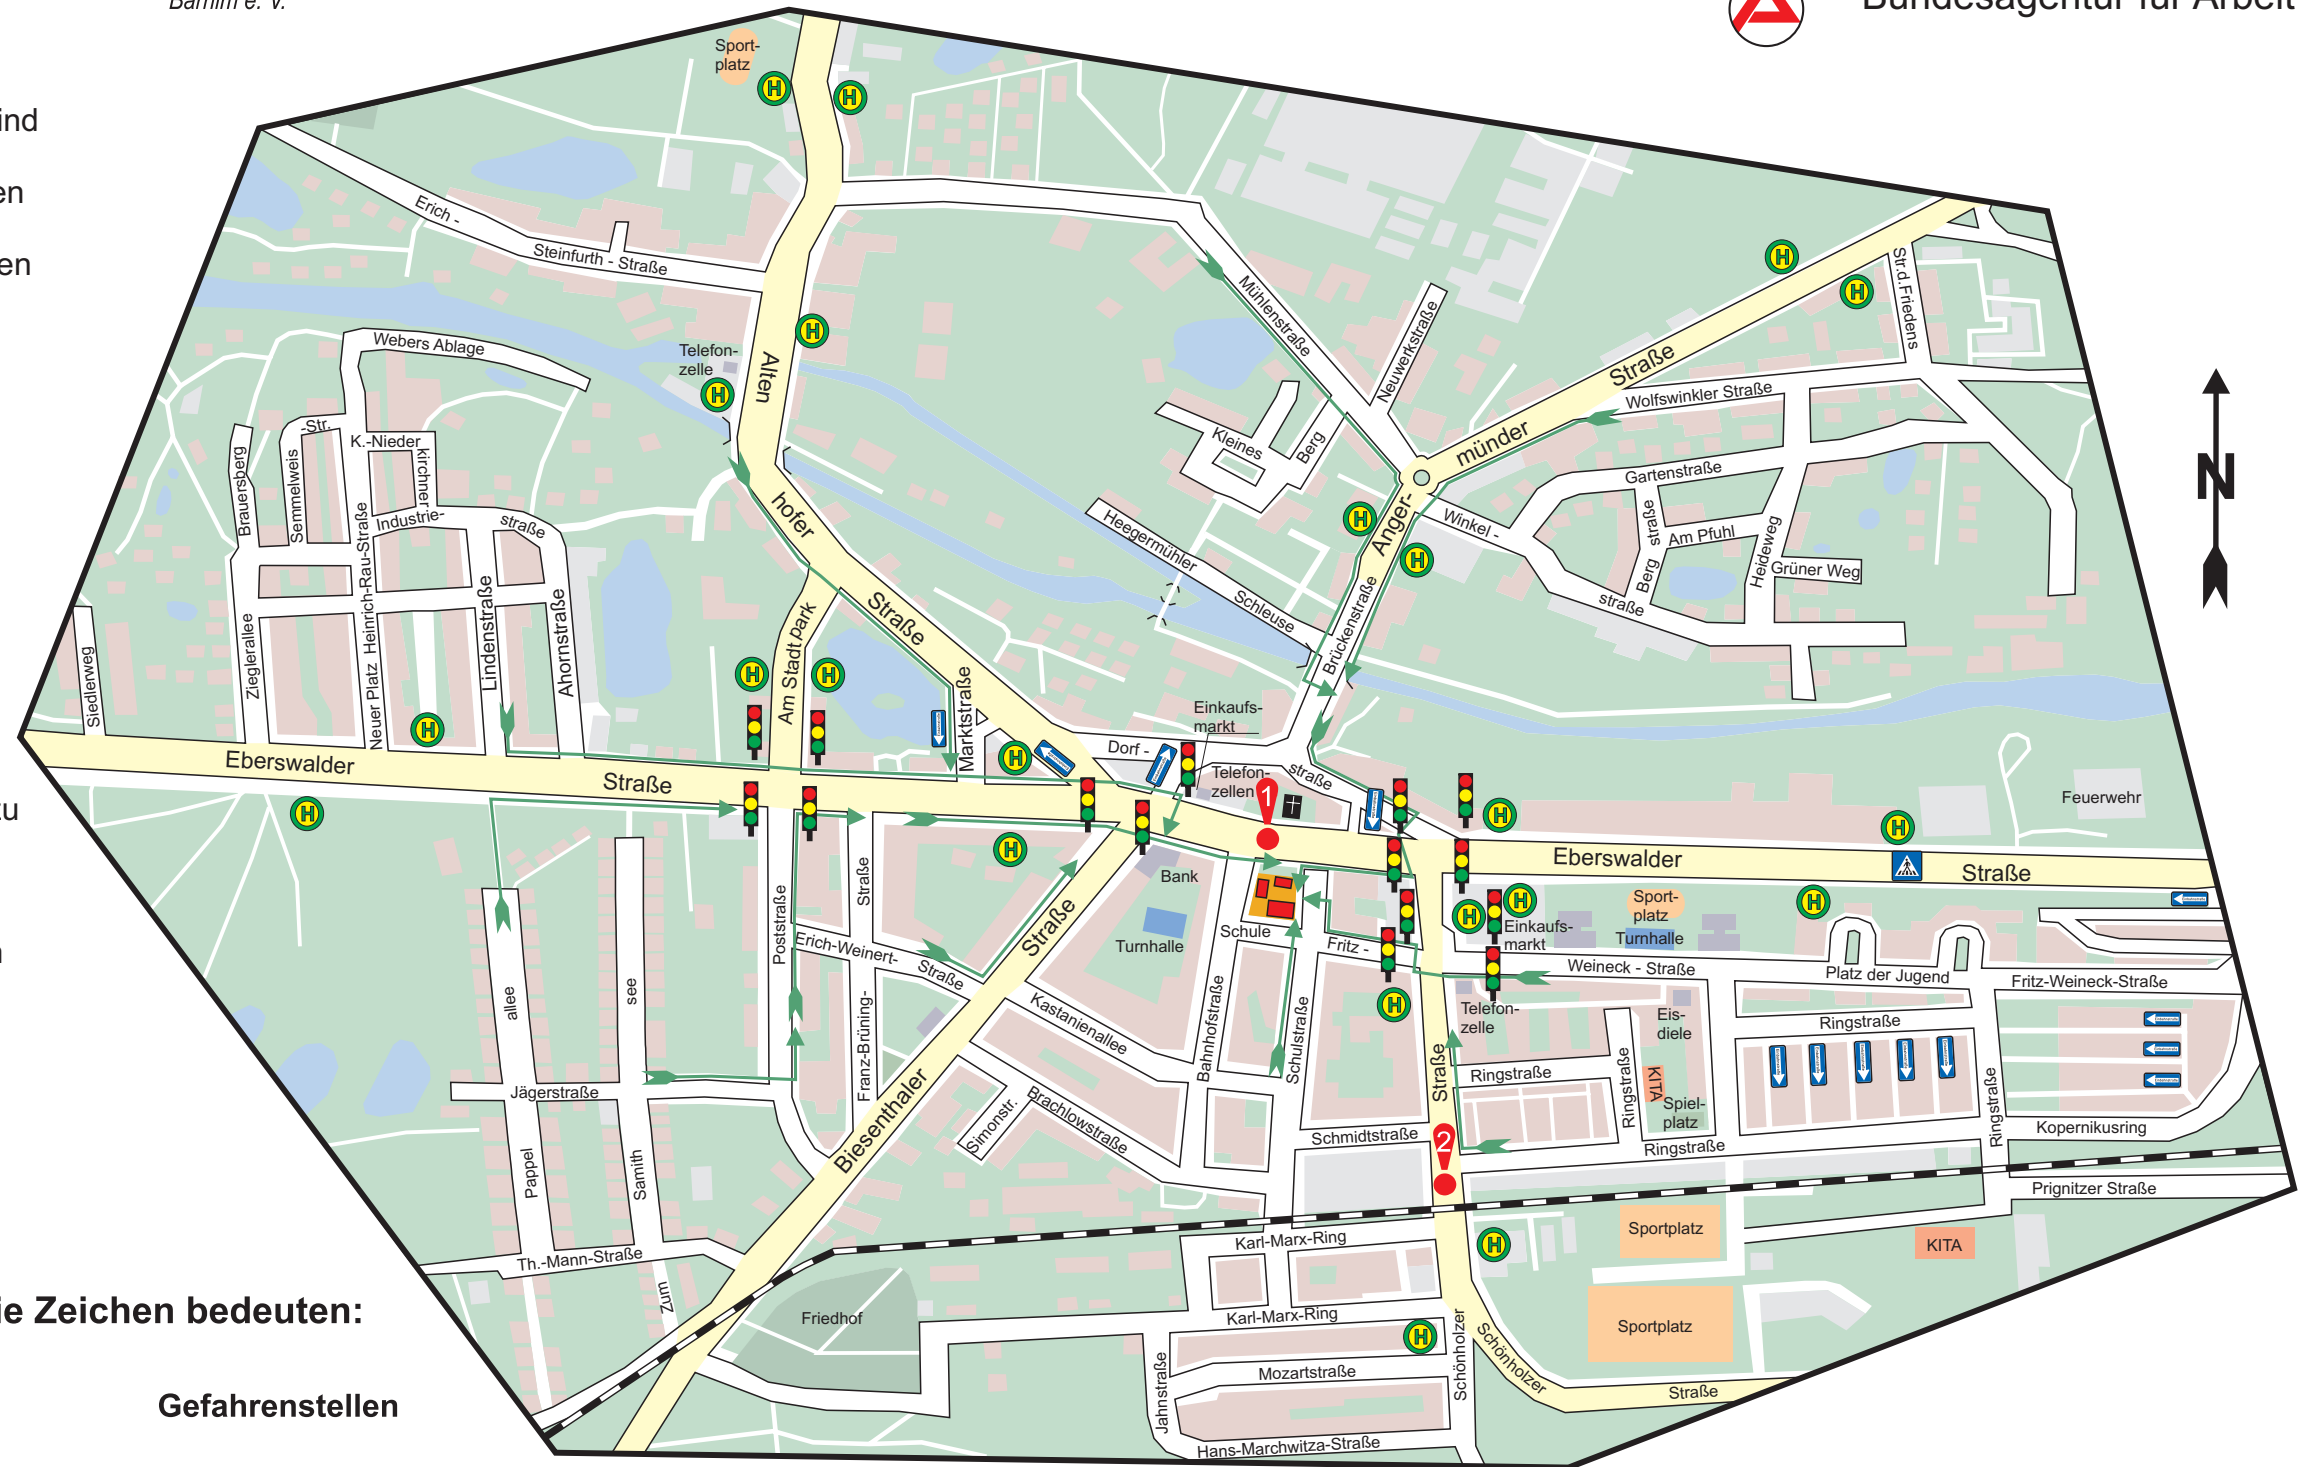 Barnim e. V.
Bundesagentur für Arbeit
ind
en
en
zu
n
ie Zeichen bedeuten:
Gefahrenstellen
Sport-
platz
H
H
Erich -
Steinfurth - Straße
H
H
Telefon-
zelle
H
Alten
hofer
Straße
Mühlenstraße
Neuwerkstraße
Kleines
Berg
H
H
Straße
münder
Anger-
Str.d.Friedens
Wolfswinkler Straße
Gartenstraße
Winkel -
straße
Berg
straße
Am Pfuhl
Heideweg
Grüner Weg
N
Webers Ablage
-Str.
K.-Nieder
kirchner
Brauersberg
Semmelweis
Industrie-
straße
Heinrich-Rau-Straße
Neuer Platz
Zieglerallee
Siedlerweg
Lindenstraße
Ahornstraße
H
Heegermühler
Schleuse
Brückenstraße
H
H
Am Stadtpark
H
H
Marktstraße
H
Einkaufs-
markt
Dorf -
straße
Telefon-
zellen
1
Eberswalder
Straße
H
H
H
Eberswalder
Straße
H
Feuerwehr
Bank
Turnhalle
Schule
Fritz -
Weineck - Straße
H
H
Einkaufs-
markt
Sport-
platz
Turnhalle
H
Platz der Jugend
Fritz-Weineck-Straße
Telefon-
zelle
Eis-
diele
Ringstraße
Ringstraße
Ringstraße
KITA
Spiel-
platz
Ringstraße
Ringstraße
Kopernikusring
Prignitzer Straße
H
Poststraße
Straße
Franz-Brüning-
Erich-Weinert-
Straße
Straße
Biesenthaler
Kastanienallee
Bahnhofstraße
Schulstraße
Straße
Brachlowstraße
Simonstr.
Schmidtstraße
2
allee
Pappel
see
Samith
Zum
Jägerstraße
Th.-Mann-Straße
Friedhof
Karl-Marx-Ring
Karl-Marx-Ring
H
H
Mozartstraße
Jahnstraße
Hans-Marchwitza-Straße
Schönholzer
Schönholzer
Straße
Sportplatz
Sportplatz
KITA